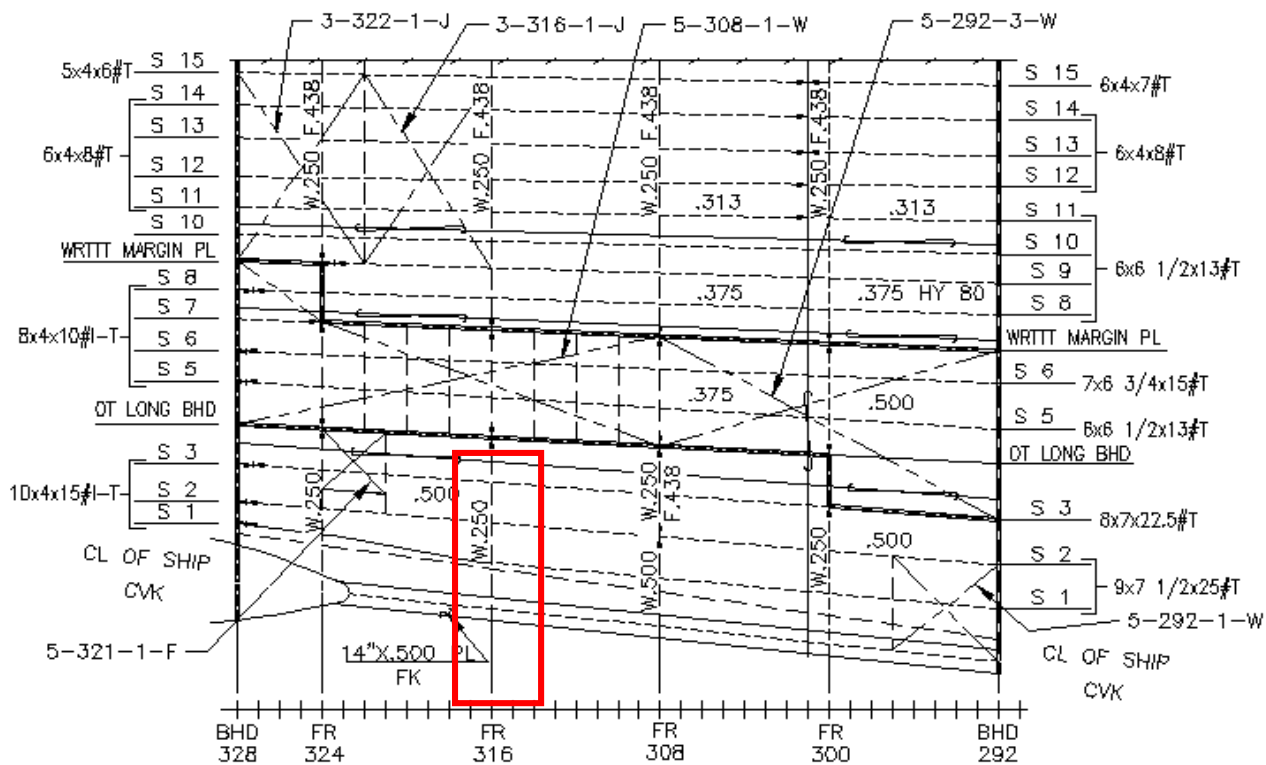 3-322-1-J
3-316-1-J
5-308-1-W
5-292-3-W
5x4x6#T
S 15
S 14
S 13
6x4x8#T
S 12
S 11
S 10
WRTTT MARGIN PL
S 8
S 7
8x4x10#I-T
S 6
S 5
OT LONG BHD
S 3
10x4x15#I-T
S 2
S 1
CL OF SHIP
CVK
5-321-1-F
14"X.500 PL
FK
W.250 F.438
W.250 F.438
W.250 F.438
W.250 F.438
.313
.313
.375
.375 HY 80
.375
.500
W.250
.500
W.250
W.250
F.438
W.500
W.250
.500
S 15
6x4x7#T
S 14
S 13
6x4x8#T
S 12
S 11
S 10
S 9
6x6 1/2x13#T
S 8
WRTTT MARGIN PL
S 6
7x6 3/4x15#T
S 5
6x6 1/2x13#T
OT LONG BHD
S 3
8x7x22.5#T
S 2
9x7 1/2x25#T
S 1
5-292-1-W
CL OF SHIP
CVK
BHD
328
FR
324
FR
316
FR
308
FR
300
BHD
292